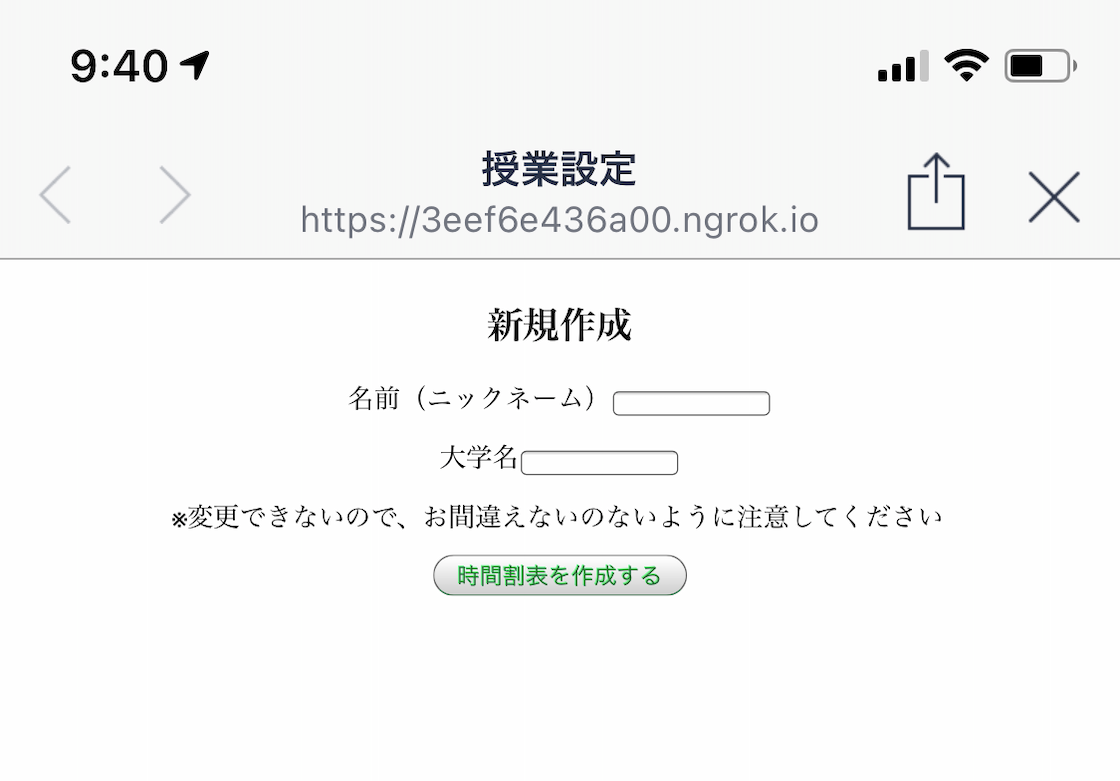 9:40
授業設定
https://3eef6e436a00.ngrok.io
新規作成
名前（ニックネーム）
大学名
※変更できないので、お間違えないのないように注意してください
時間割表を作成する